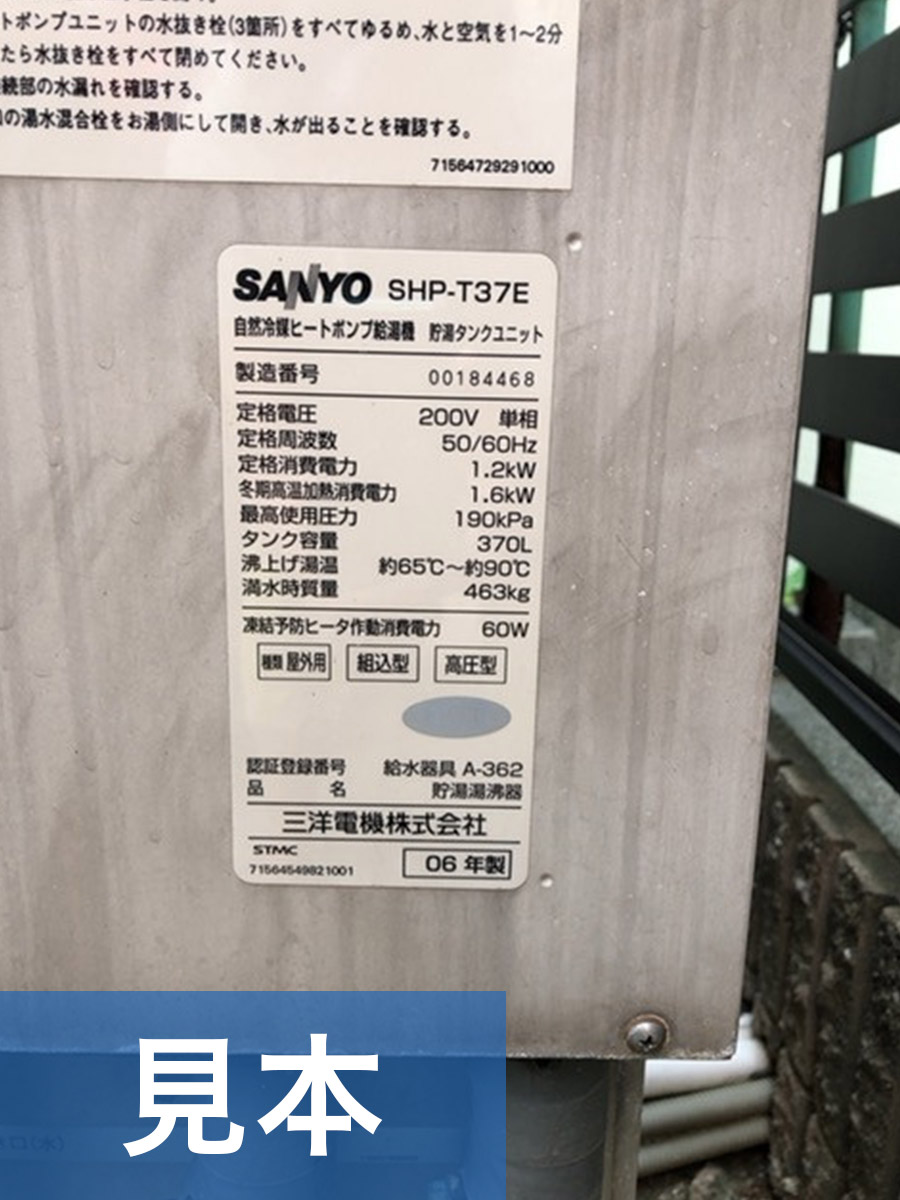 トポンプユニットの水抜き栓(3箇所)をすべてゆるめ、水と空気を1〜2分
たら水抜き栓をすべて閉めてください。
続部の水漏れを確認する。
の湯水混合栓をお湯側にして開き、水が出ることを確認する。
71564729291000
SANYO SHP-T37E
自然冷媒ヒートポンプ給湯機 貯湯タンクユニット
製造番号 00184468
定格電圧 200V 単相
定格周波数 50/60Hz
定格消費電力 1.2kW
冬期高温加熱消費電力 1.6kW
最高使用圧力 190kPa
タンク容量 370L
沸上げ湯温 約65℃〜約90℃
満水時質量 463kg
凍結予防ヒータ作動消費電力 60W
種類 屋外用 組込型 高圧型
認証登録番号 給水器具 A-362
品名 貯湯湯沸器
三洋電機株式会社
STMC
71564549821001 06 年製
見本